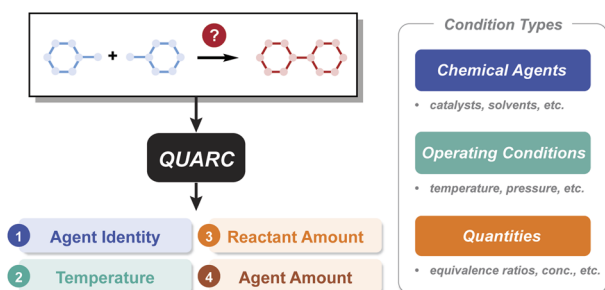 +
?
QUARC
1 Agent Identity
3 Reactant Amount
2 Temperature
4 Agent Amount
Condition Types
Chemical Agents
• catalysts, solvents, etc.
Operating Conditions
• temperature, pressure, etc.
Quantities
• equivalence ratios, conc., etc.